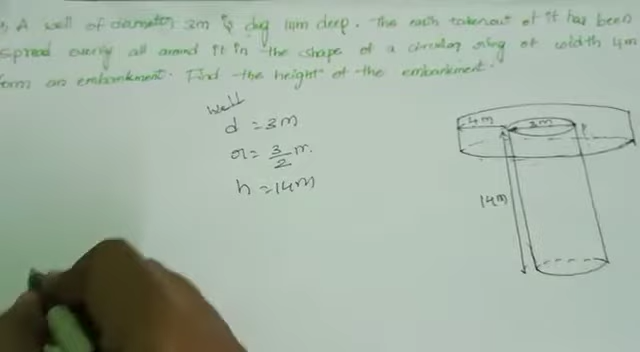 A well of diameter 3m is dug 14m deep. The earth taken out of it has been
spread evenly all around it in the shape of a circular ring of width 4m
form an embankment. Find the height of the embankment.
well
d = 3m
r = 3/2 m.
h = 14m
4m
3m
14m